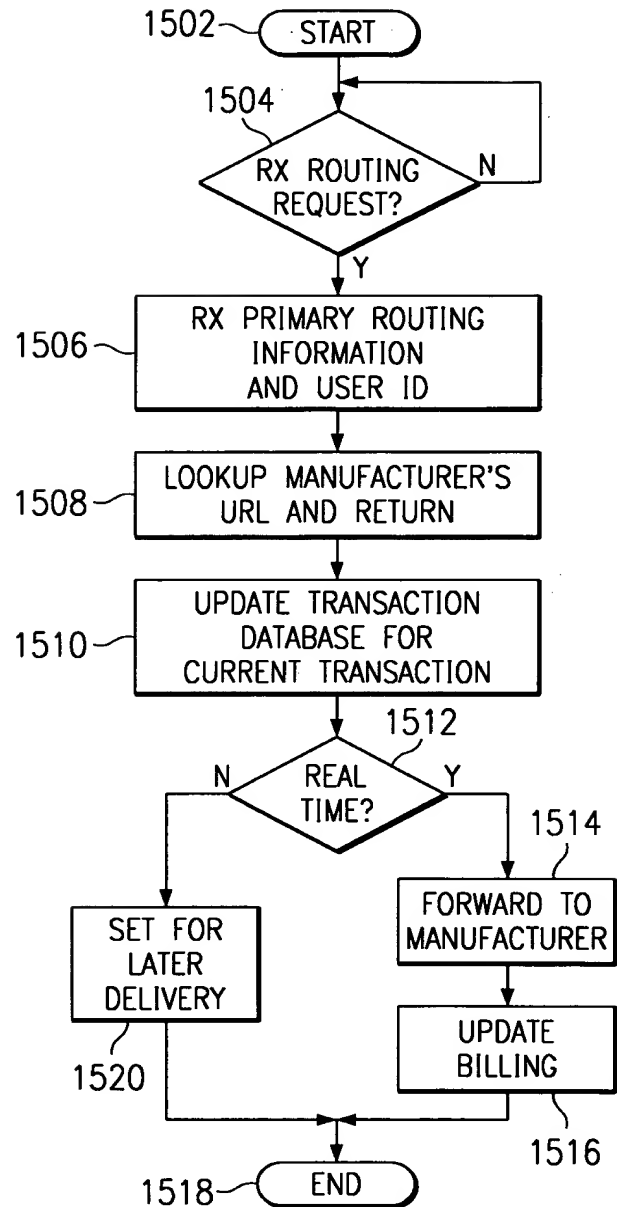 1502
START
1504
RX ROUTING
REQUEST?
N
Y
1506
RX PRIMARY ROUTING
INFORMATION
AND USER ID
1508
LOOKUP MANUFACTURER'S
URL AND RETURN
1510
UPDATE TRANSACTION
DATABASE FOR
CURRENT TRANSACTION
1512
N
REAL
TIME?
Y
1514
SET FOR
LATER
DELIVERY
1520
FORWARD TO
MANUFACTURER
UPDATE
BILLING
1516
1518
END